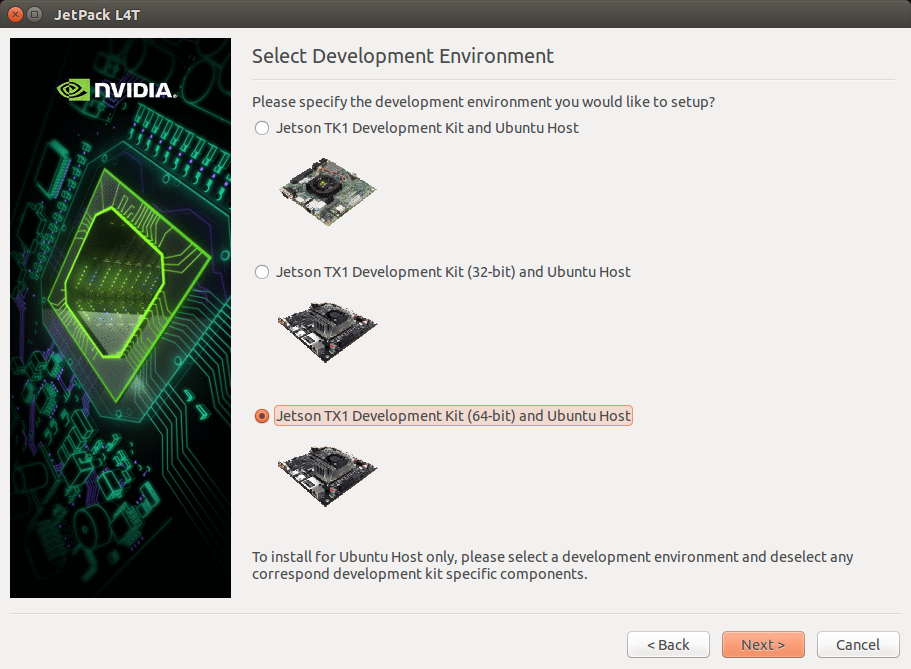 JetPack L4T
NVIDIA.
Select Development Environment
Please specify the development environment you would like to setup?
Jetson TK1 Development Kit and Ubuntu Host
Jetson TX1 Development Kit (32-bit) and Ubuntu Host
Jetson TX1 Development Kit (64-bit) and Ubuntu Host
To install for Ubuntu Host only, please select a development environment and deselect any
correspond development kit specific components.
< Back
Next >
Cancel